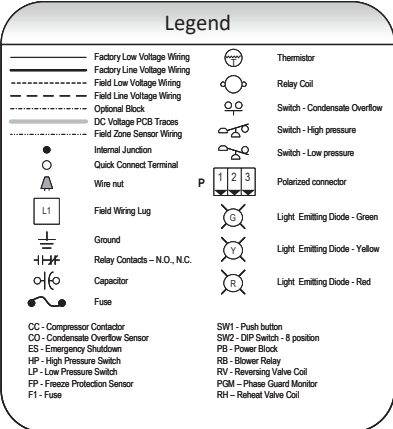 Legend
Factory Low Voltage Wiring
Factory Line Voltage Wiring
Field Low Voltage Wiring
Field Line Voltage Wiring
Optional Block
DC Voltage PCB Traces
Field Zone Sensor Wiring
Internal Junction
Quick Connect Terminal
Wire nut
L1 Field Wiring Lug
Ground
Relay Contacts – N.O., N.C.
Capacitor
Fuse
Thermistor
Relay Coil
Switch - Condensate Overflow
Switch - High pressure
Switch - Low pressure
P 1 2 3 Polarized connector
G Light Emitting Diode - Green
Y Light Emitting Diode - Yellow
R Light Emitting Diode - Red
CC - Compressor Contactor
CO - Condensate Overflow Sensor
ES - Emergency Shutdown
HP - High Pressure Switch
LP - Low Pressure Switch
FP - Freeze Protection Sensor
F1 - Fuse
SW1 - Push button
SW2 - DIP Switch - 8 position
PB - Power Block
RB - Blower Relay
RV - Reversing Valve Coil
PGM – Phase Guard Monitor
RH – Reheat Valve Coil